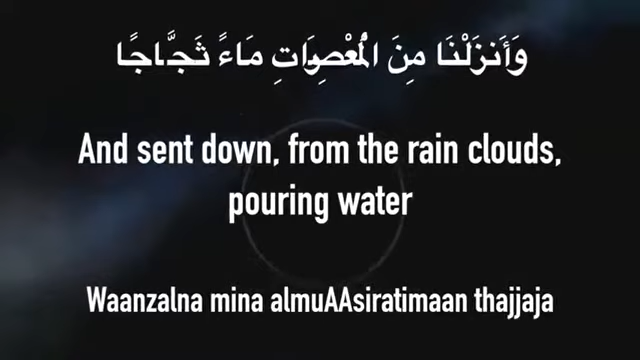 وَأَنزَلْنَا مِنَ الْمُعْصِرَاتِ مَاءً ثَجَّاجًا
And sent down, from the rain clouds,
pouring water
Waanzalna mina almuAAsiratimaan thajjaja